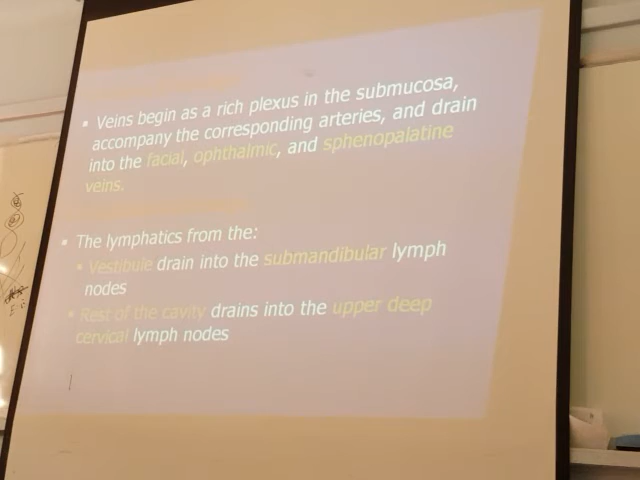 Veins begin as a rich plexus in the submucosa,
accompany the corresponding arteries, and drain
into the facial, ophthalmic, and sphenopalatine
veins.
The lymphatics from the:
Vestibule drain into the submandibular lymph
nodes
Rest of the cavity drains into the upper deep
cervical lymph nodes